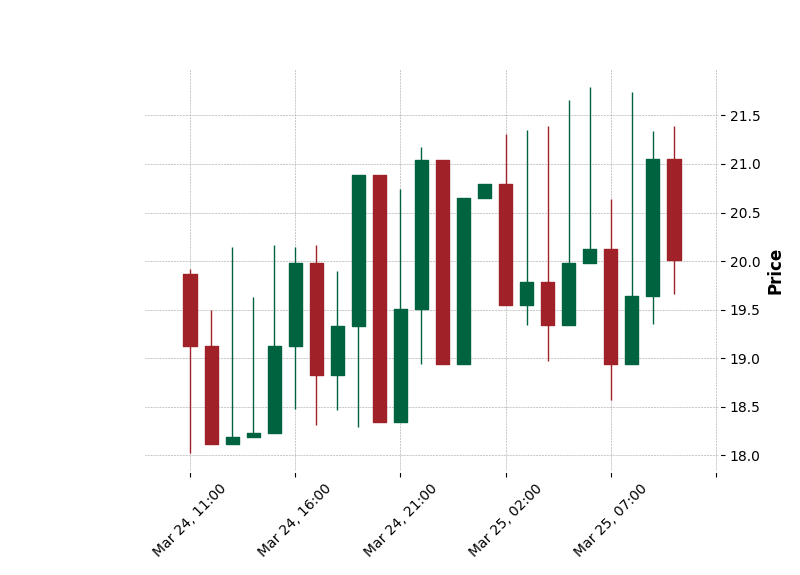 21.5
21.0
20.5
20.0
19.5
19.0
18.5
18.0
Price
Mar 24, 11:00
Mar 24, 16:00
Mar 24, 21:00
Mar 25, 02:00
Mar 25, 07:00